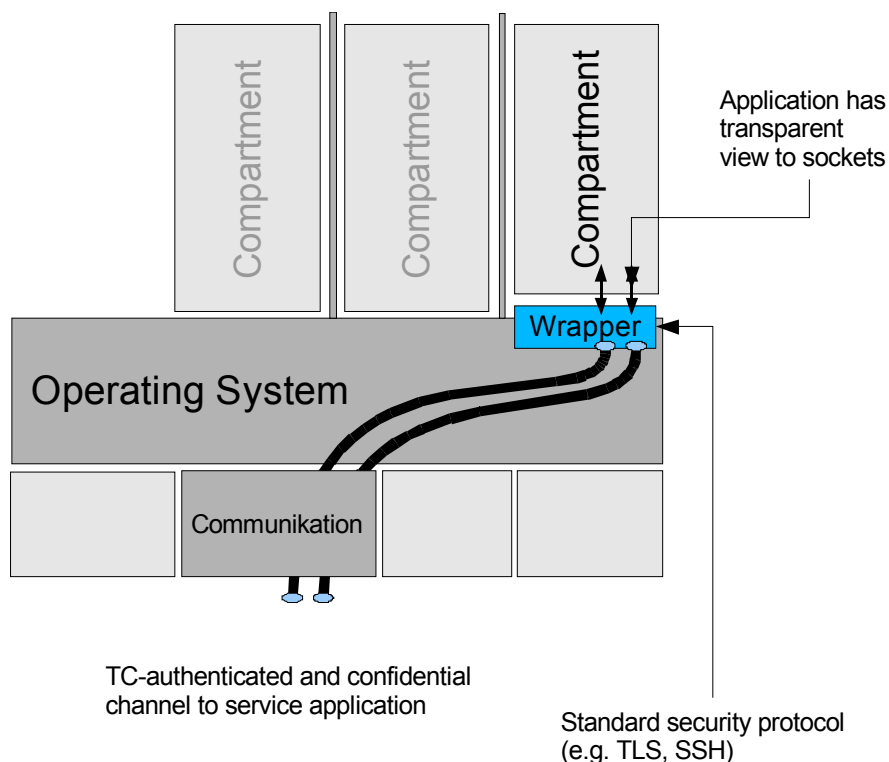 Compartment
Compartment
Compartment
Application has
transparent
view to sockets
Wrapper
Operating System
Communikation
TC-authenticated and confidential
channel to service application
Standard security protocol
(e.g. TLS, SSH)